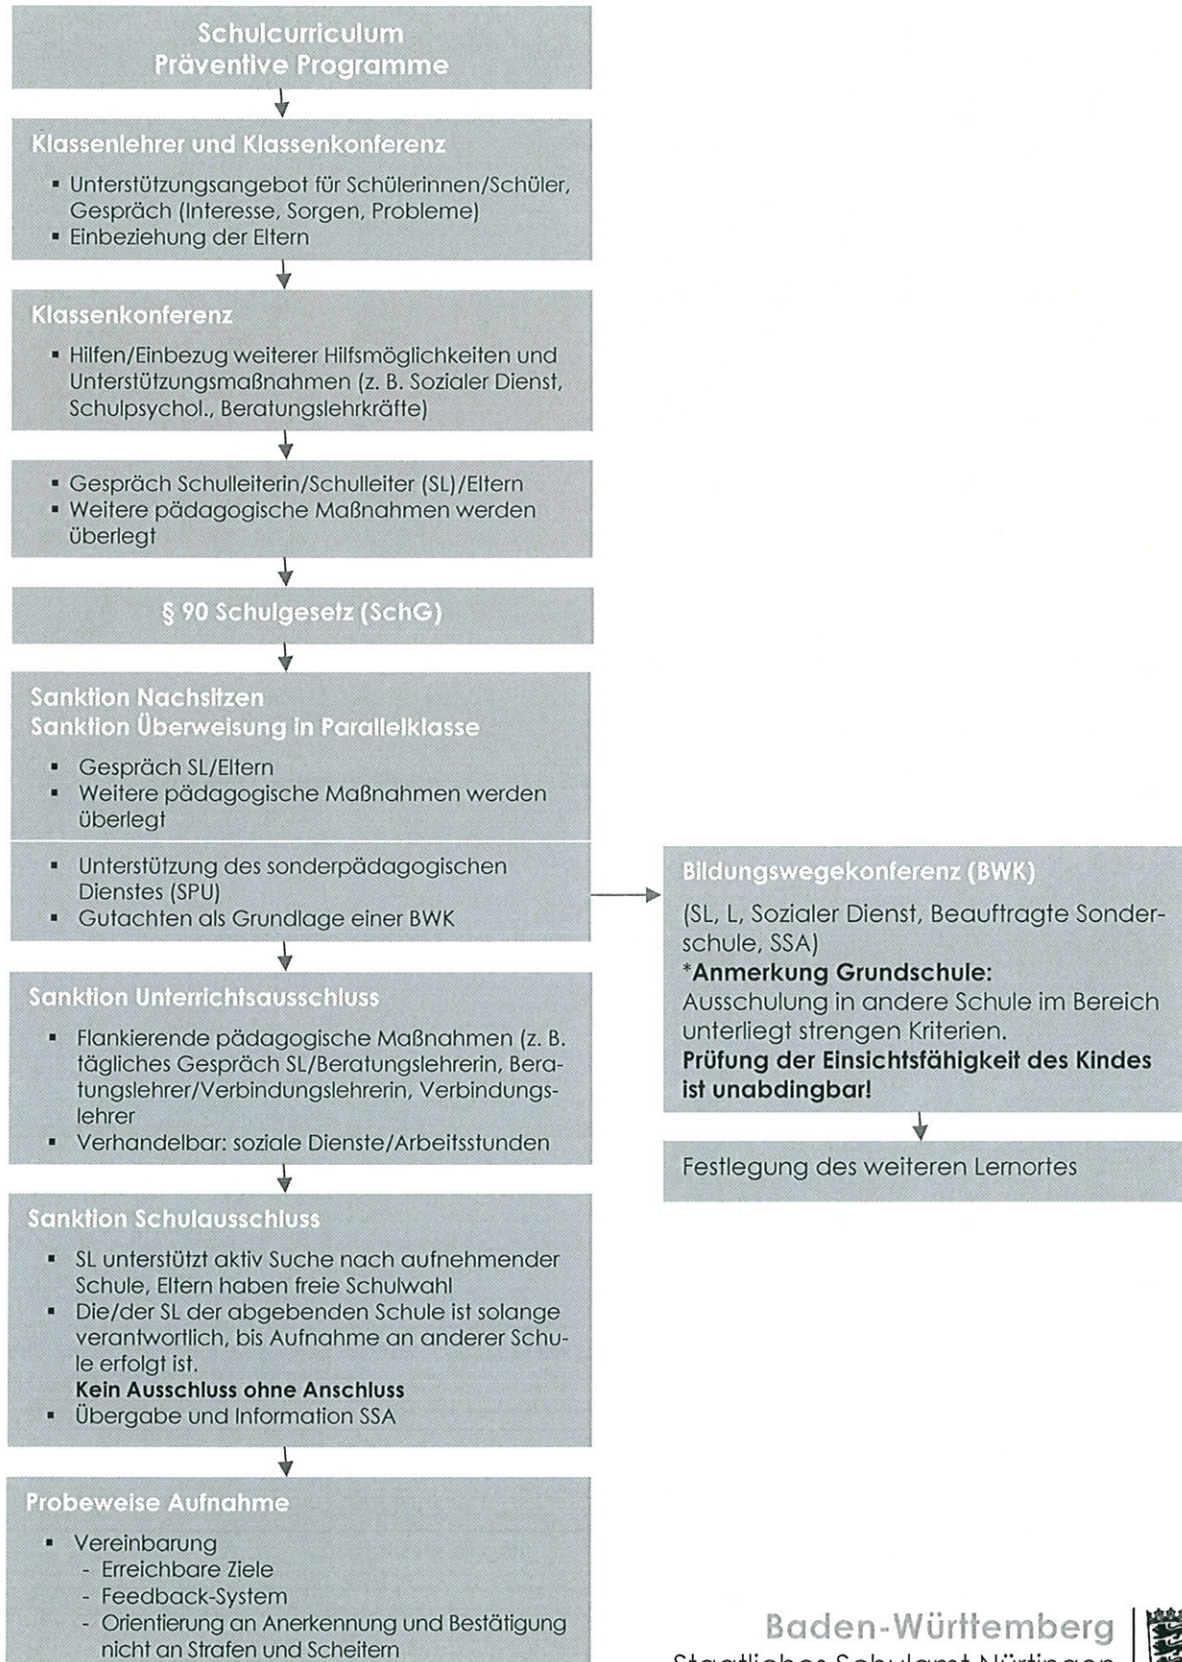 Schulcurriculum
Präventive Programme
Klassenlehrer und Klassenkonferenz
▪ Unterstützungsangebot für Schülerinnen/Schüler,
Gespräch (Interesse, Sorgen, Probleme)
▪ Einbeziehung der Eltern
Klassenkonferenz
▪ Hilfen/Einbezug weiterer Hilfsmöglichkeiten und
Unterstützungsmaßnahmen (z. B. Sozialer Dienst,
Schulpsychol., Beratungslehrkräfte)
▪ Gespräch Schulleiterin/Schulleiter (SL)/Eltern
▪ Weitere pädagogische Maßnahmen werden
überlegt
§ 90 Schulgesetz (SchG)
Sanktion Nachsitzen
Sanktion Überweisung in Parallelklasse
▪ Gespräch SL/Eltern
▪ Weitere pädagogische Maßnahmen werden
überlegt
▪ Unterstützung des sonderpädagogischen
Dienstes (SPU)
▪ Gutachten als Grundlage einer BWK
Bildungswegekonferenz (BWK)
(SL, L, Sozialer Dienst, Beauftragte Sonder-
schule, SSA)
*Anmerkung Grundschule:
Ausschulung in andere Schule im Bereich
unterliegt strengen Kriterien.
Prüfung der Einsichtsfähigkeit des Kindes
ist unabdingbar!
Festlegung des weiteren Lernortes
Sanktion Unterrichtsausschluss
▪ Flankierende pädagogische Maßnahmen (z. B.
tägliches Gespräch SL/Beratungslehrerin, Bera-
tungslehrer/Verbindungslehrerin, Verbindungs-
lehrer
▪ Verhandelbar: soziale Dienste/Arbeitsstunden
Sanktion Schulausschluss
▪ SL unterstützt aktiv Suche nach aufnehmender
Schule, Eltern haben freie Schulwahl
▪ Die/der SL der abgebenden Schule ist solange
verantwortlich, bis Aufnahme an anderer Schu-
le erfolgt ist.
Kein Ausschluss ohne Anschluss
▪ Übergabe und Information SSA
Probeweise Aufnahme
▪ Vereinbarung
- Erreichbare Ziele
- Feedback-System
- Orientierung an Anerkennung und Bestätigung
nicht an Strafen und Scheitern
Baden-Württemberg
Staatliches Schulamt Nürtingen